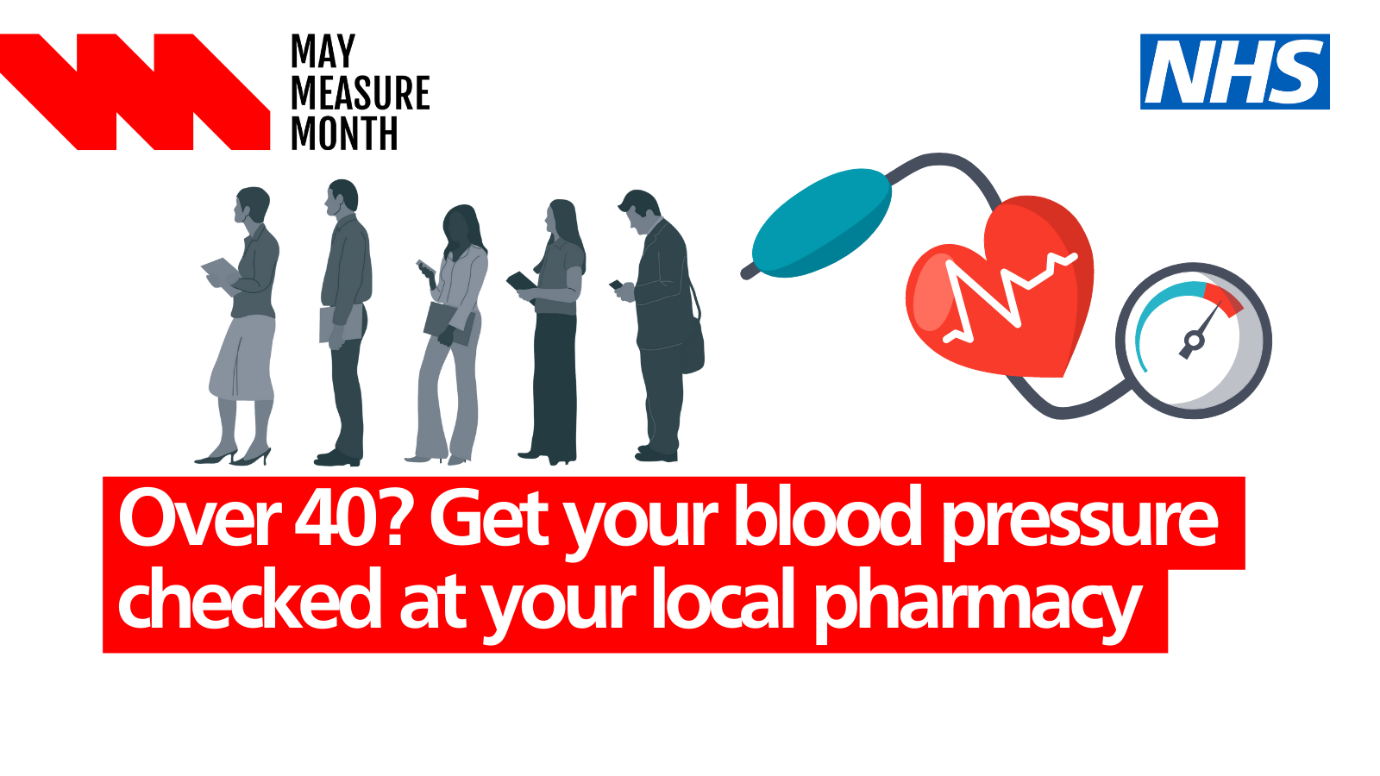 MAY
MEASURE
MONTH
NHS
Over 40? Get your blood pressure
checked at your local pharmacy